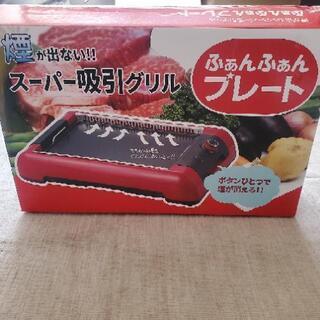 煙が出ない!!
スーパー吸引グリル
ふぁんふぁん
プレート
ボタンひとつで
煙が消える!!